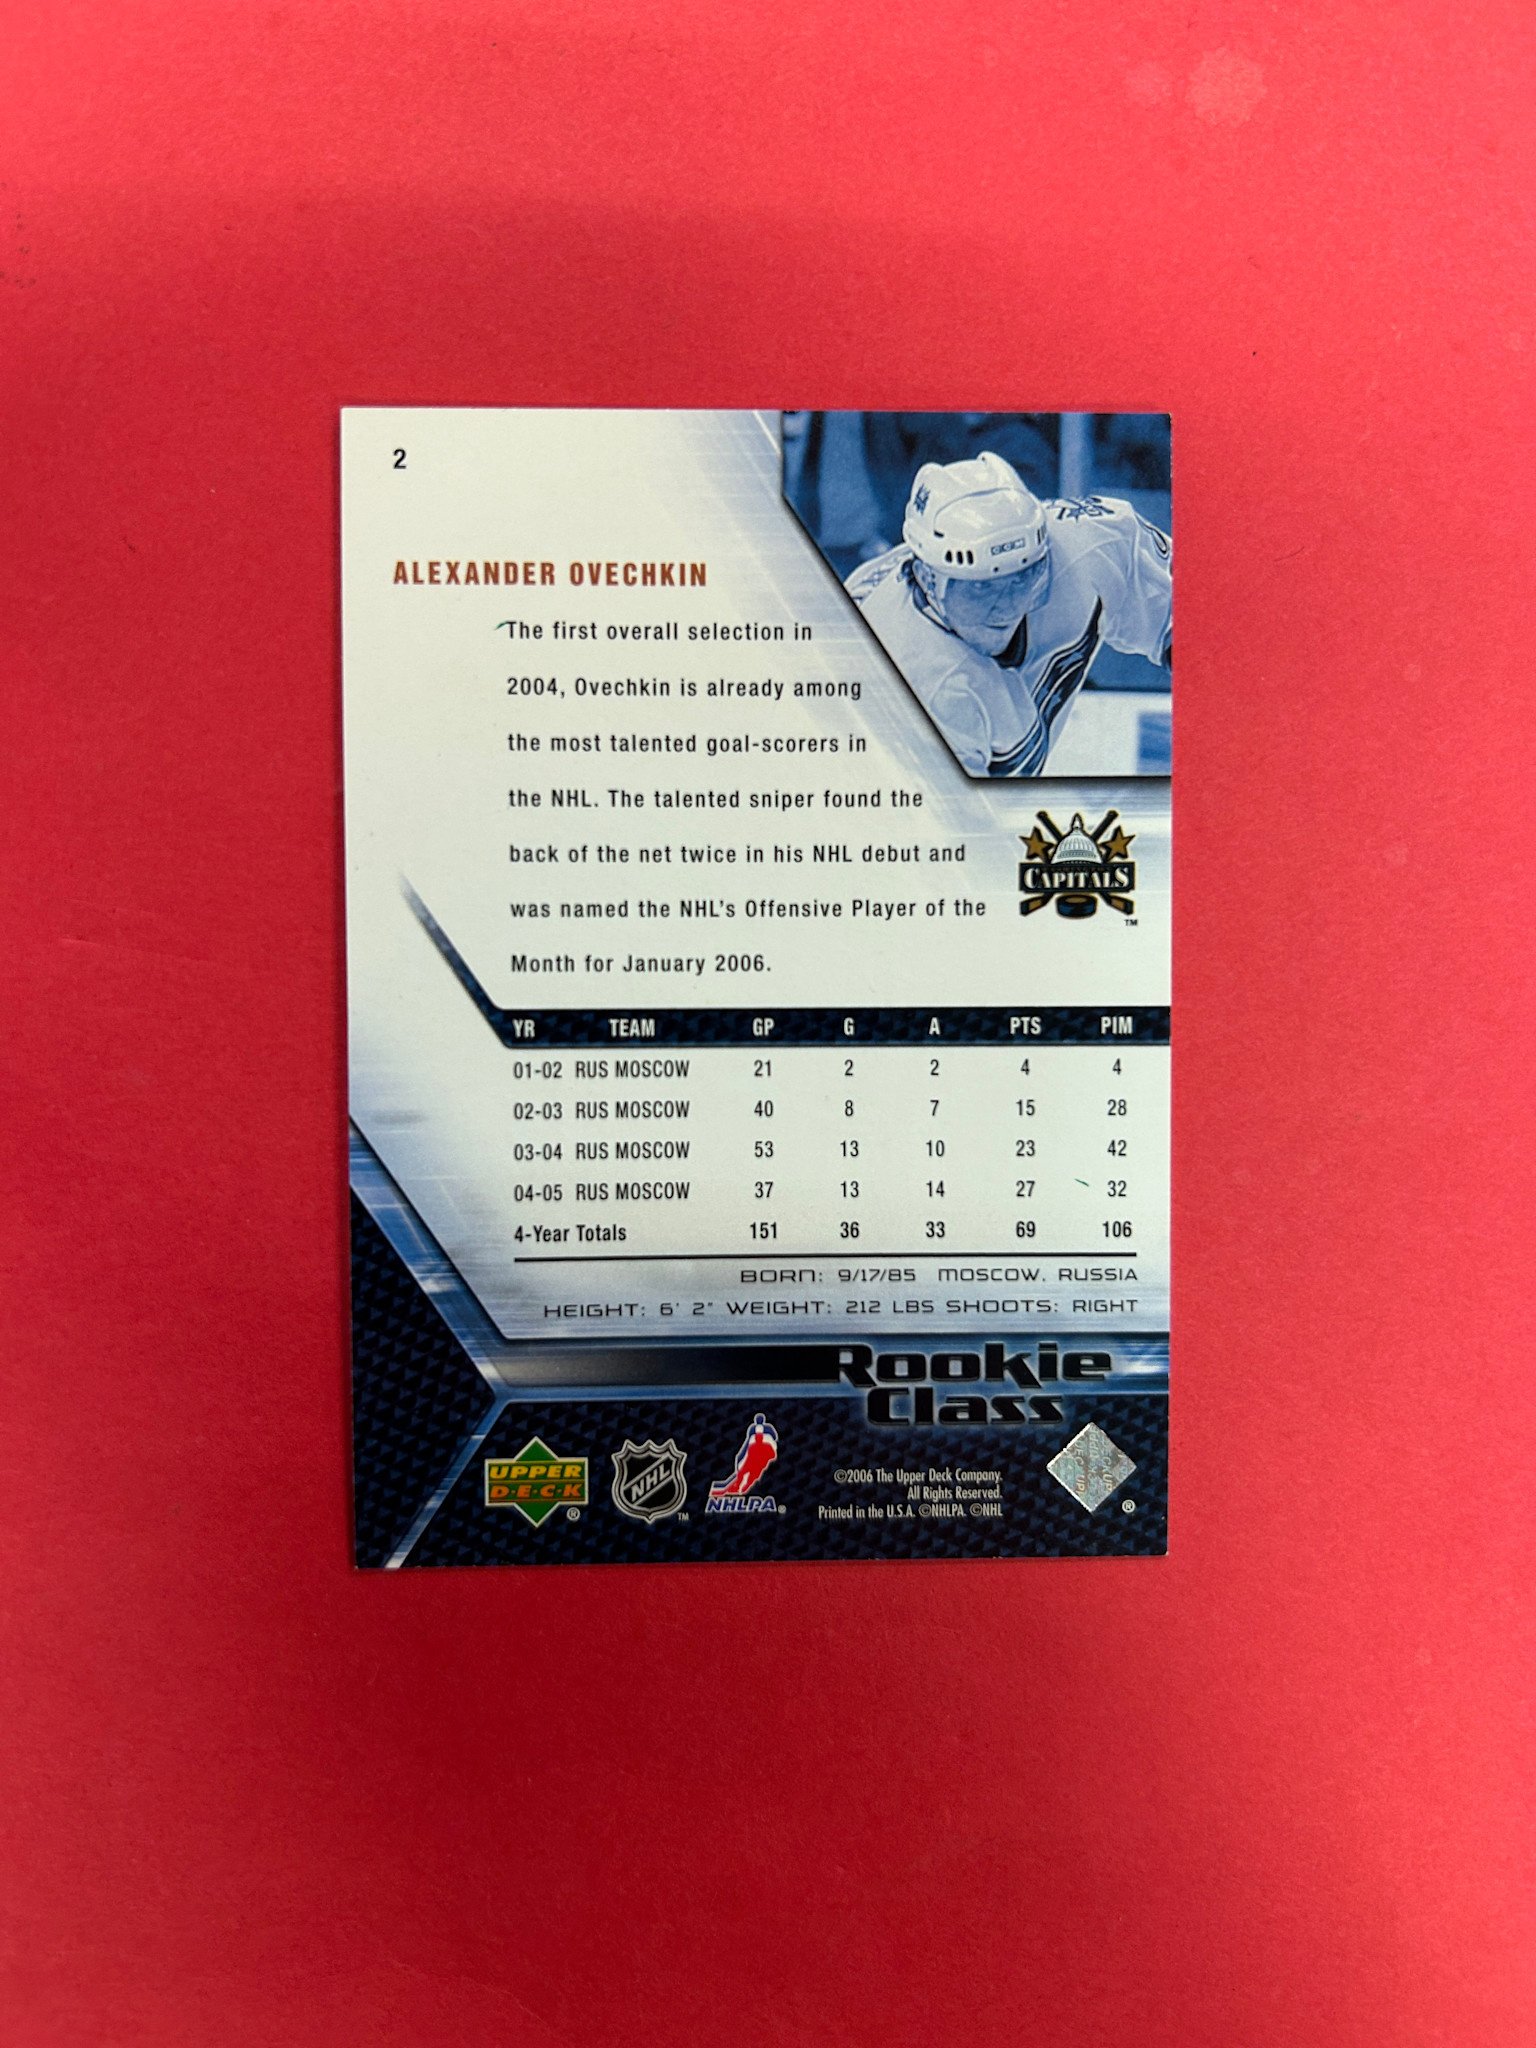 2
ALEXANDER OVECHKIN
The first overall selection in
2004, Ovechkin is already among
the most talented goal-scorers in
the NHL. The talented sniper found the
back of the net twice in his NHL debut and
was named the NHL's Offensive Player of the
Month for January 2006.
CCM
CAPITALS
TM
YR TEAM GP G A PTS PIM
01-02 RUS MOSCOW 21 2 2 4 4
02-03 RUS MOSCOW 40 8 7 15 28
03-04 RUS MOSCOW 53 13 10 23 42
04-05 RUS MOSCOW 37 13 14 27 32
4-Year Totals 151 36 33 69 106
BORN: 9/17/85 MOSCOW, RUSSIA
HEIGHT: 6' 2" WEIGHT: 212 LBS SHOOTS: RIGHT
Rookie
Class
UPPER
D·E·C·K
®
NHL
TM
NHLPA®
©2006 The Upper Deck Company.
All Rights Reserved.
Printed in the U.S.A. ©NHLPA. ©NHL
®